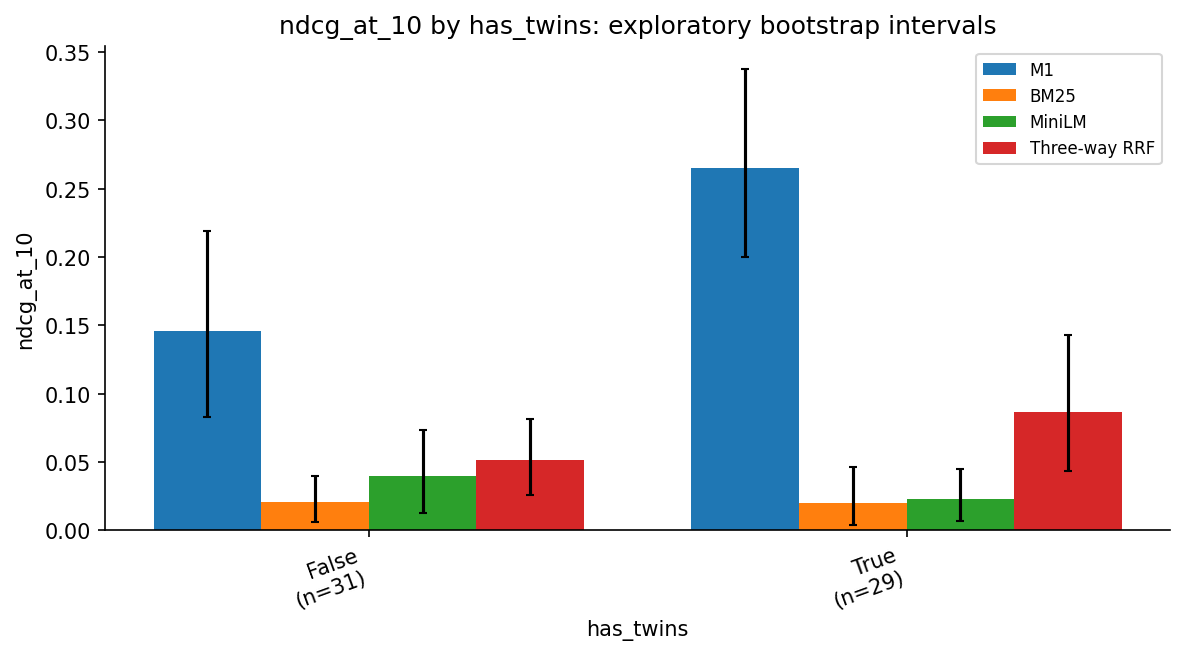 ndcg_at_10 by has_twins: exploratory bootstrap intervals
ndcg_at_10
0.35
0.30
0.25
0.20
0.15
0.10
0.05
0.00
M1
BM25
MiniLM
Three-way RRF
False
(n=31)
True
(n=29)
has_twins